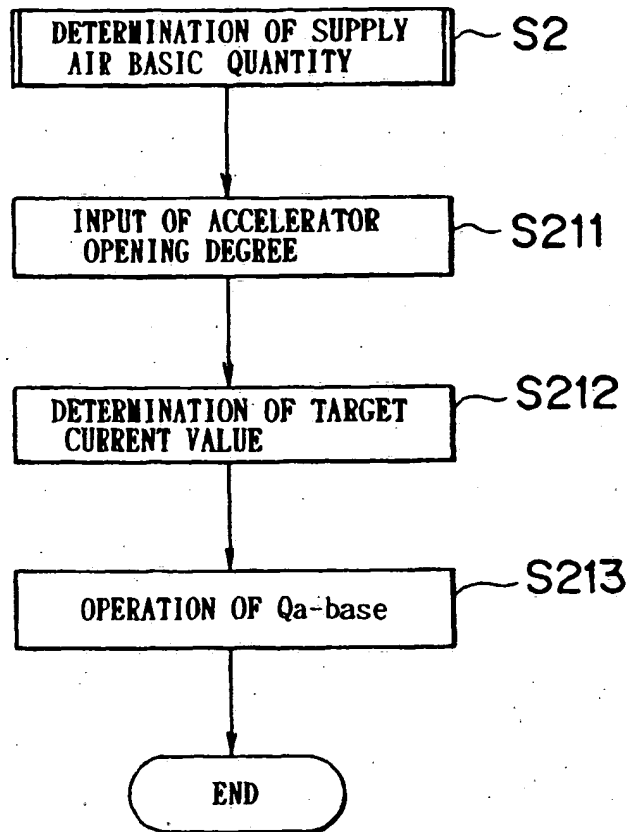 DETERMINATION OF SUPPLY
AIR BASIC QUANTITY
S2
INPUT OF ACCELERATOR
OPENING DEGREE
S211
DETERMINATION OF TARGET
CURRENT VALUE
S212
OPERATION OF Qa-base
S213
END